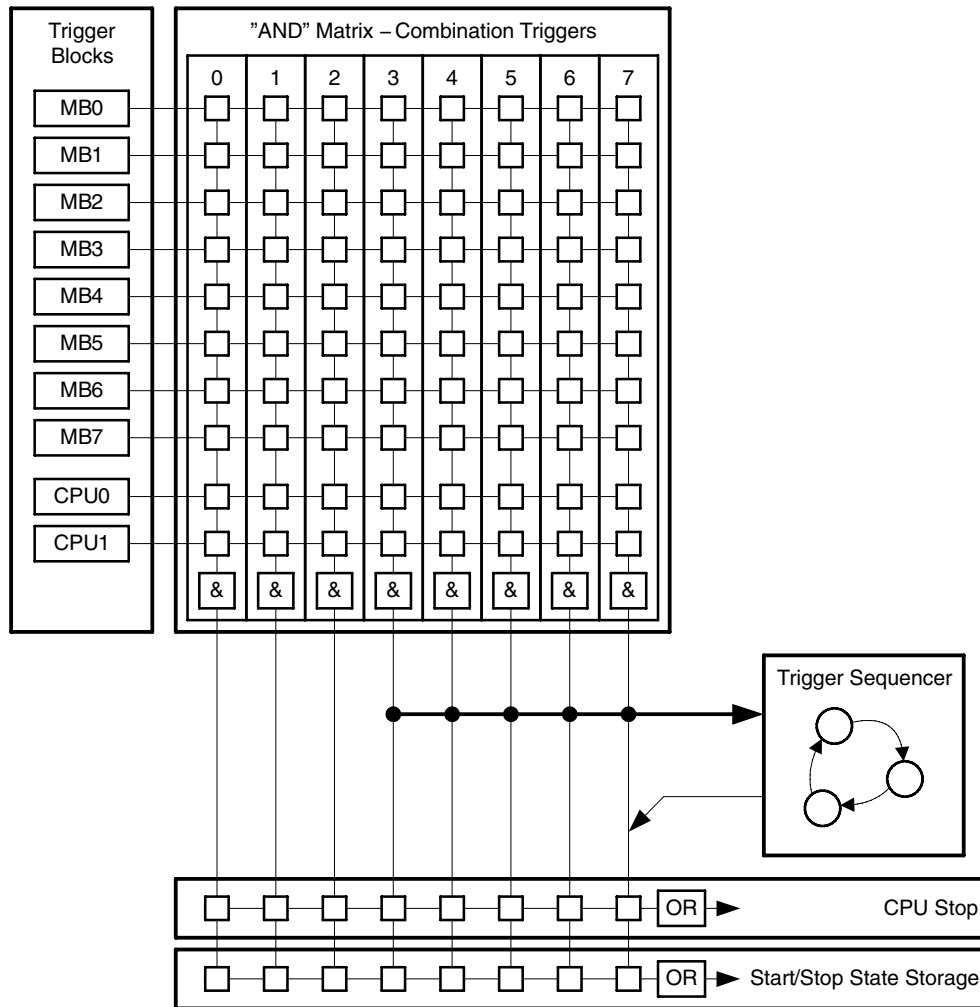 Trigger
Blocks
”AND” Matrix – Combination Triggers
0 1 2 3 4 5 6 7
MB0
MB1
MB2
MB3
MB4
MB5
MB6
MB7
CPU0
CPU1
& & & & & & & &
Trigger Sequencer
OR CPU Stop
OR Start/Stop State Storage